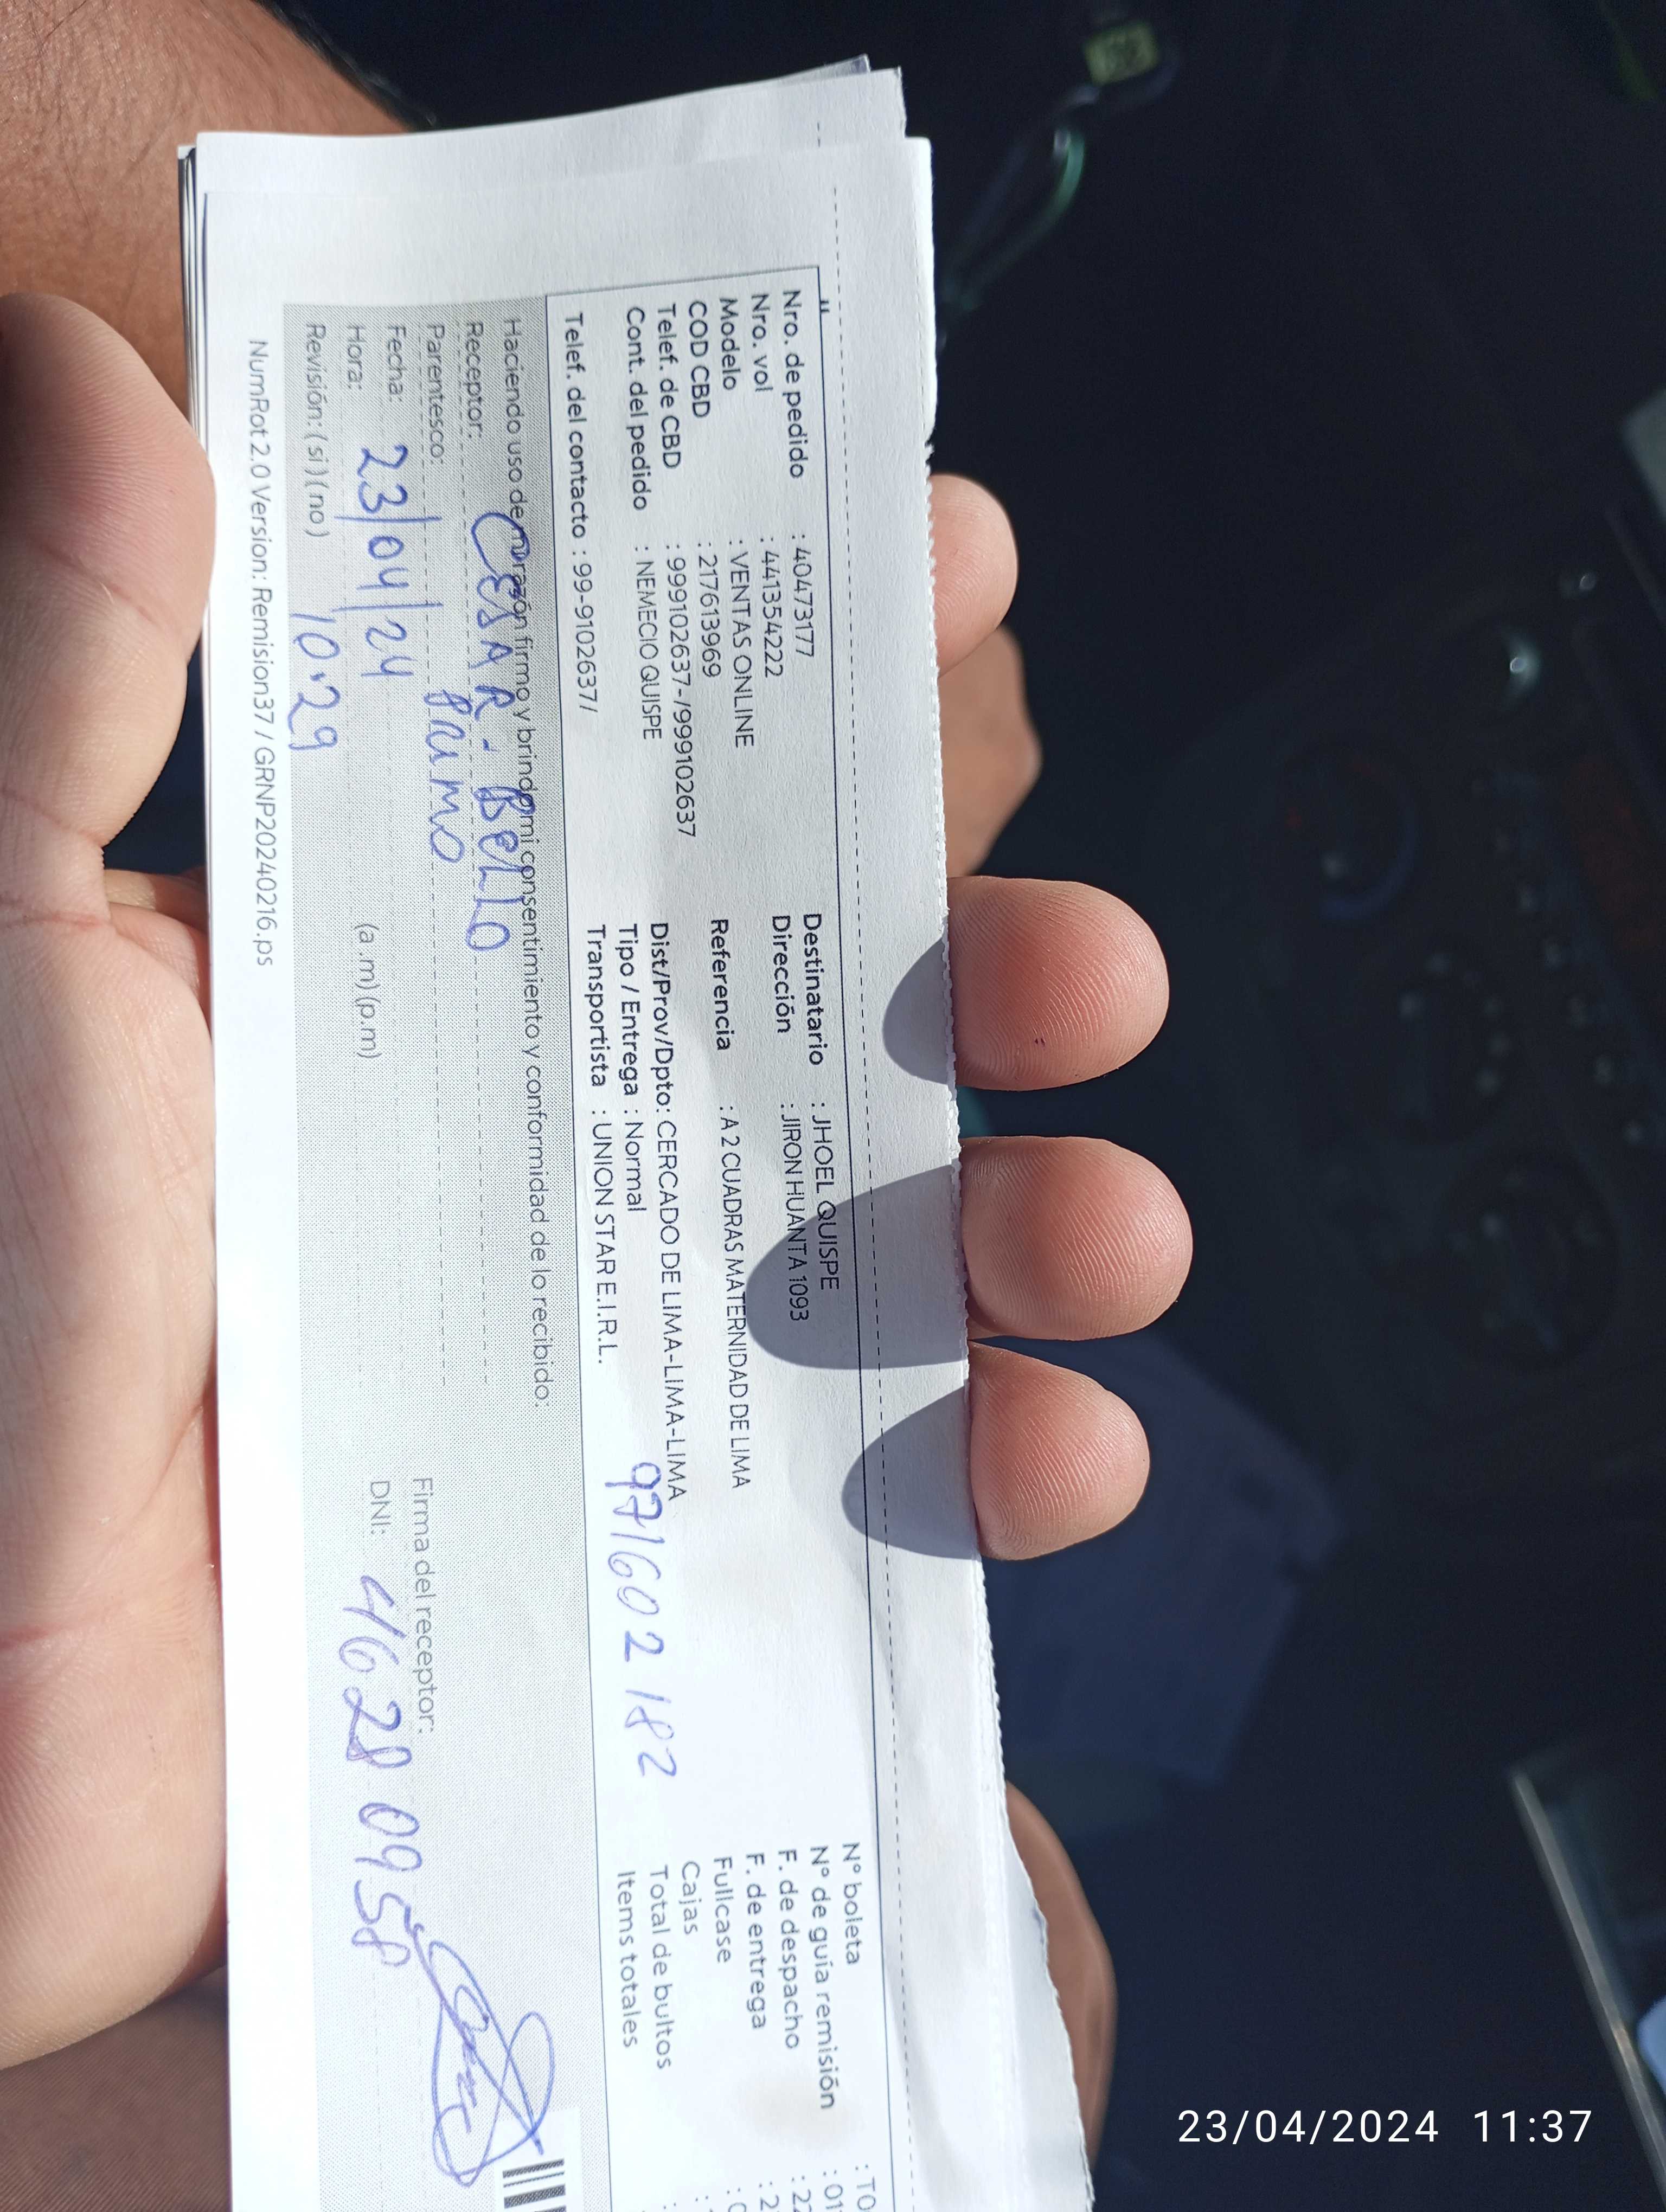 Nro. de pedido : 40473177
Nro. vol : 441354222
Modelo : VENTAS ONLINE
COD CBD : 217613969
Telef. de CBD : 999102637-/999102637
Cont. del pedido : NEMECIO QUISPE
Telef. del contacto : 99-9102637/
Destinatario : JHOEL QUISPE
Dirección : JIRON HUANTA 1093
Referencia : A 2 CUADRAS MATERNIDAD DE LIMA
Dist/Prov/Dpto: CERCADO DE LIMA-LIMA-LIMA
Tipo / Entrega : Normal
Transportista : UNION STAR E.I.R.L.
971602182
N° boleta : TO
N° de guía remisión : 01
F. de despacho : 2
F. de entrega : 2
Fullcase
Cajas
Total de bultos
Items totales
Haciendo uso de mi razón firmo y brindo mi consentimiento y conformidad de lo recibido:
Receptor: CESAR. Bello
Parentesco: Primo
Fecha: 23/04/24
Hora: 10:29 (a.m) (p.m)
Revisión: (si) (no)
Firma del receptor:
DNI: 46280958
NumRot2.0 Version: Remision37 / GRNP20240216.ps
23/04/2024 11:37